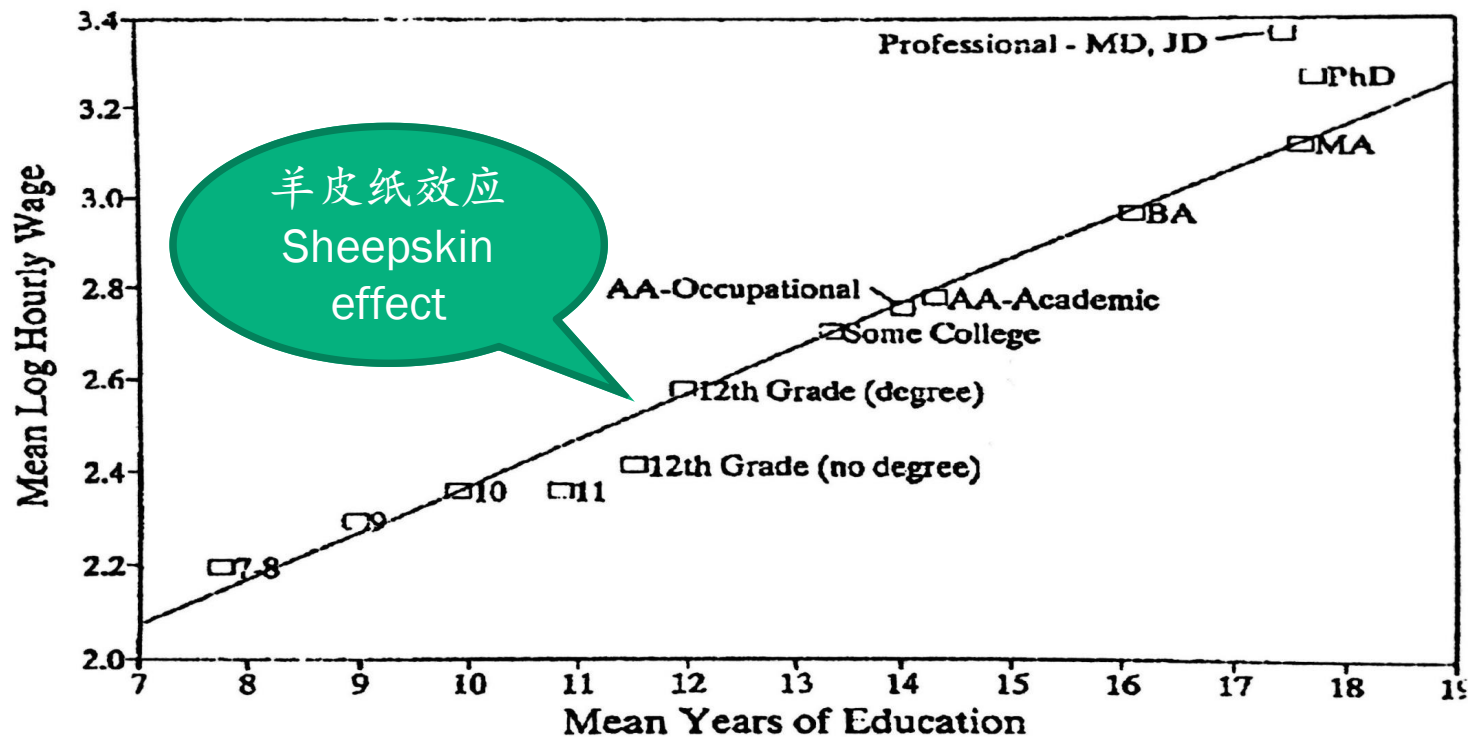 3.4
Professional - MD, JD
PhD
3.2
MA
羊皮纸效应
Sheepskin
effect
3.0
BA
2.8
AA-Occupational
AA-Academic
Some College
2.6
12th Grade (degree)
12th Grade (no degree)
2.4
10
11
9
2.2
7-8
2.0
7 8 9 10 11 12 13 14 15 16 17 18
Mean Log Hourly Wage
Mean Years of Education